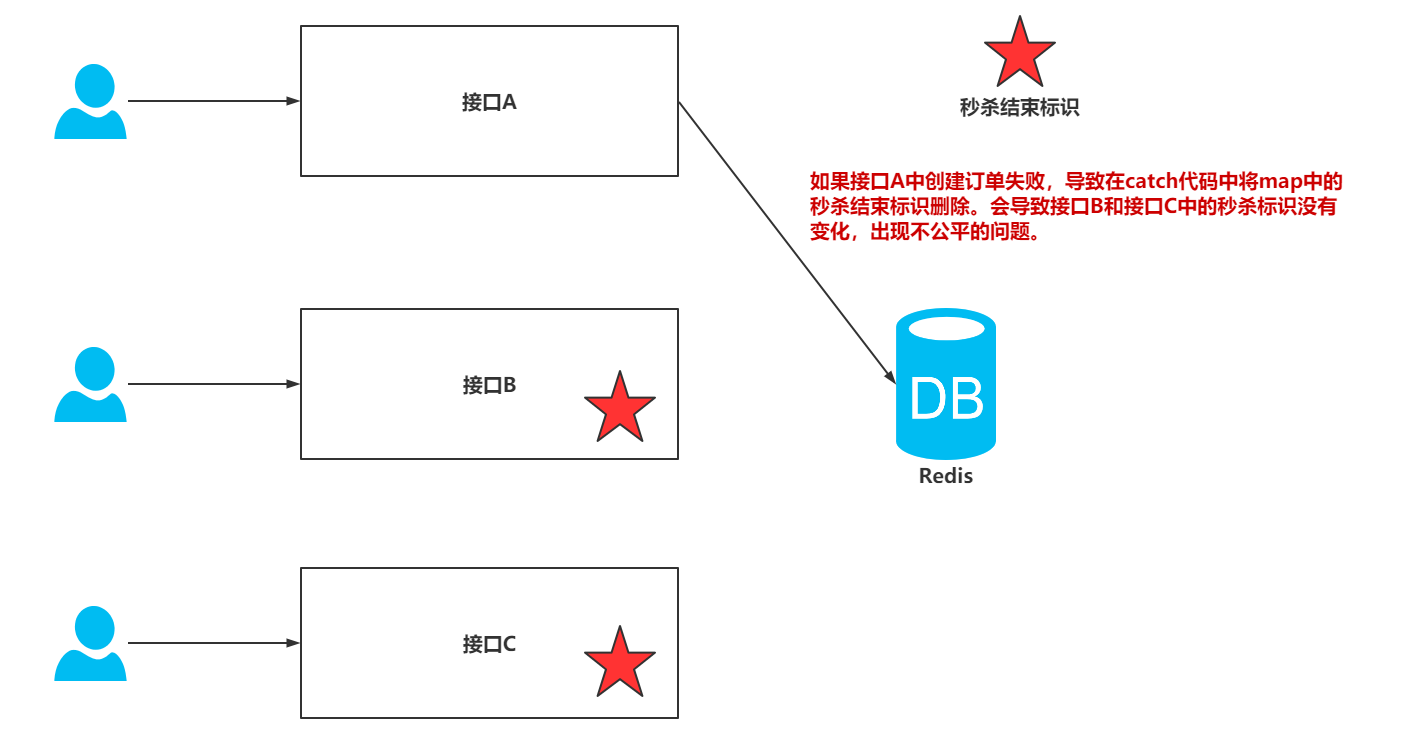 接口A
秒杀结束标识
如果接口A中创建订单失败，导致在catch代码中将map中的
秒杀结束标识删除。会导致接口B和接口C中的秒杀标识没有
变化，出现不公平的问题。
接口B
DB
Redis
接口C